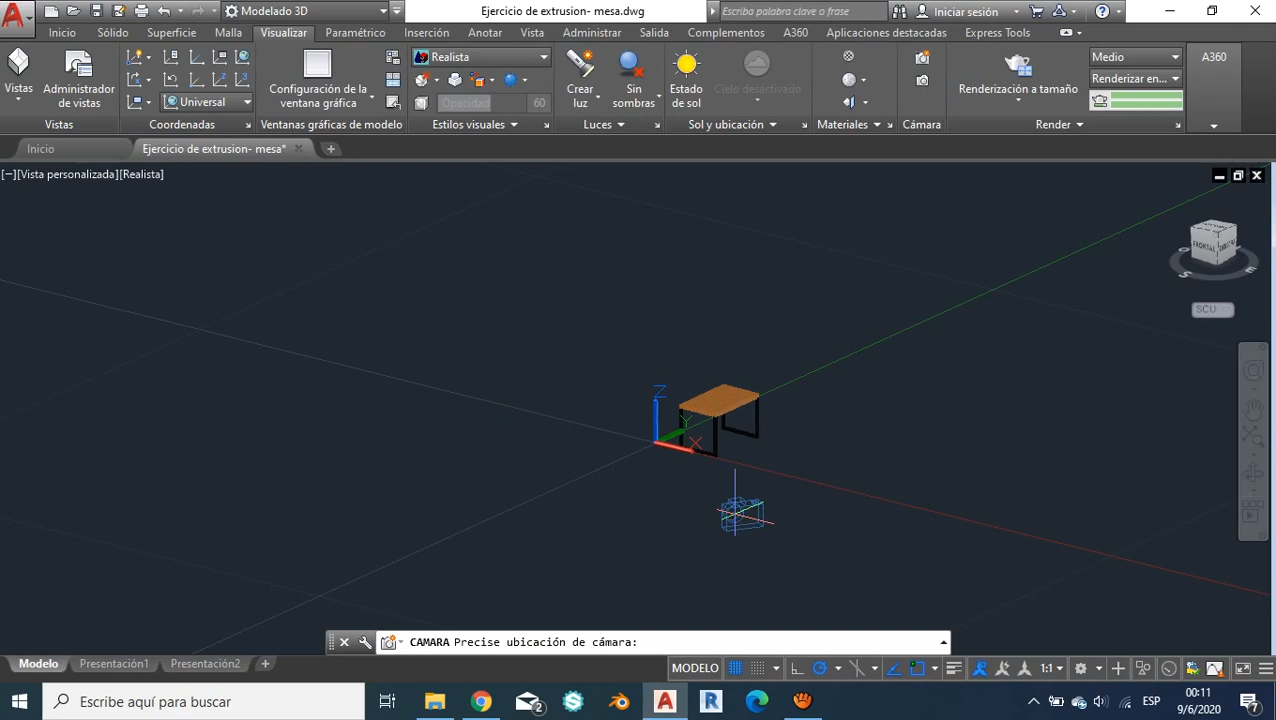 Modelado 3D
Ejercicio de extrusion- mesa.dwg
Escriba palabra clave o frase
Iniciar sesión
Inicio Sólido Superficie Malla Visualizar Paramétrico Inserción Anotar Vista Administrar Salida Complementos A360 Aplicaciones destacadas Express Tools
Vistas
Administrador
de vistas
Vistas
Universal
Coordenadas
Configuración de la
ventana gráfica
Ventanas gráficas de modelo
Realista
Opacidad 60
Estilos visuales
Crear
luz
Sin
sombras
Luces
Estado
de sol
Cielo desactivado
Sol y ubicación
Materiales
Cámara
Renderización a tamaño
Medio
Renderizar en...
Render
A360
Inicio
Ejercicio de extrusion- mesa*
[−][Vista personalizada][Realista]
FRONTAL
S
E
SCU
Z
Y
X
CAMARA Precise ubicación de cámara:
Modelo Presentación1 Presentación2
MODELO
1:1
Escribe aquí para buscar
2
ESP
00:11
9/6/2020
7